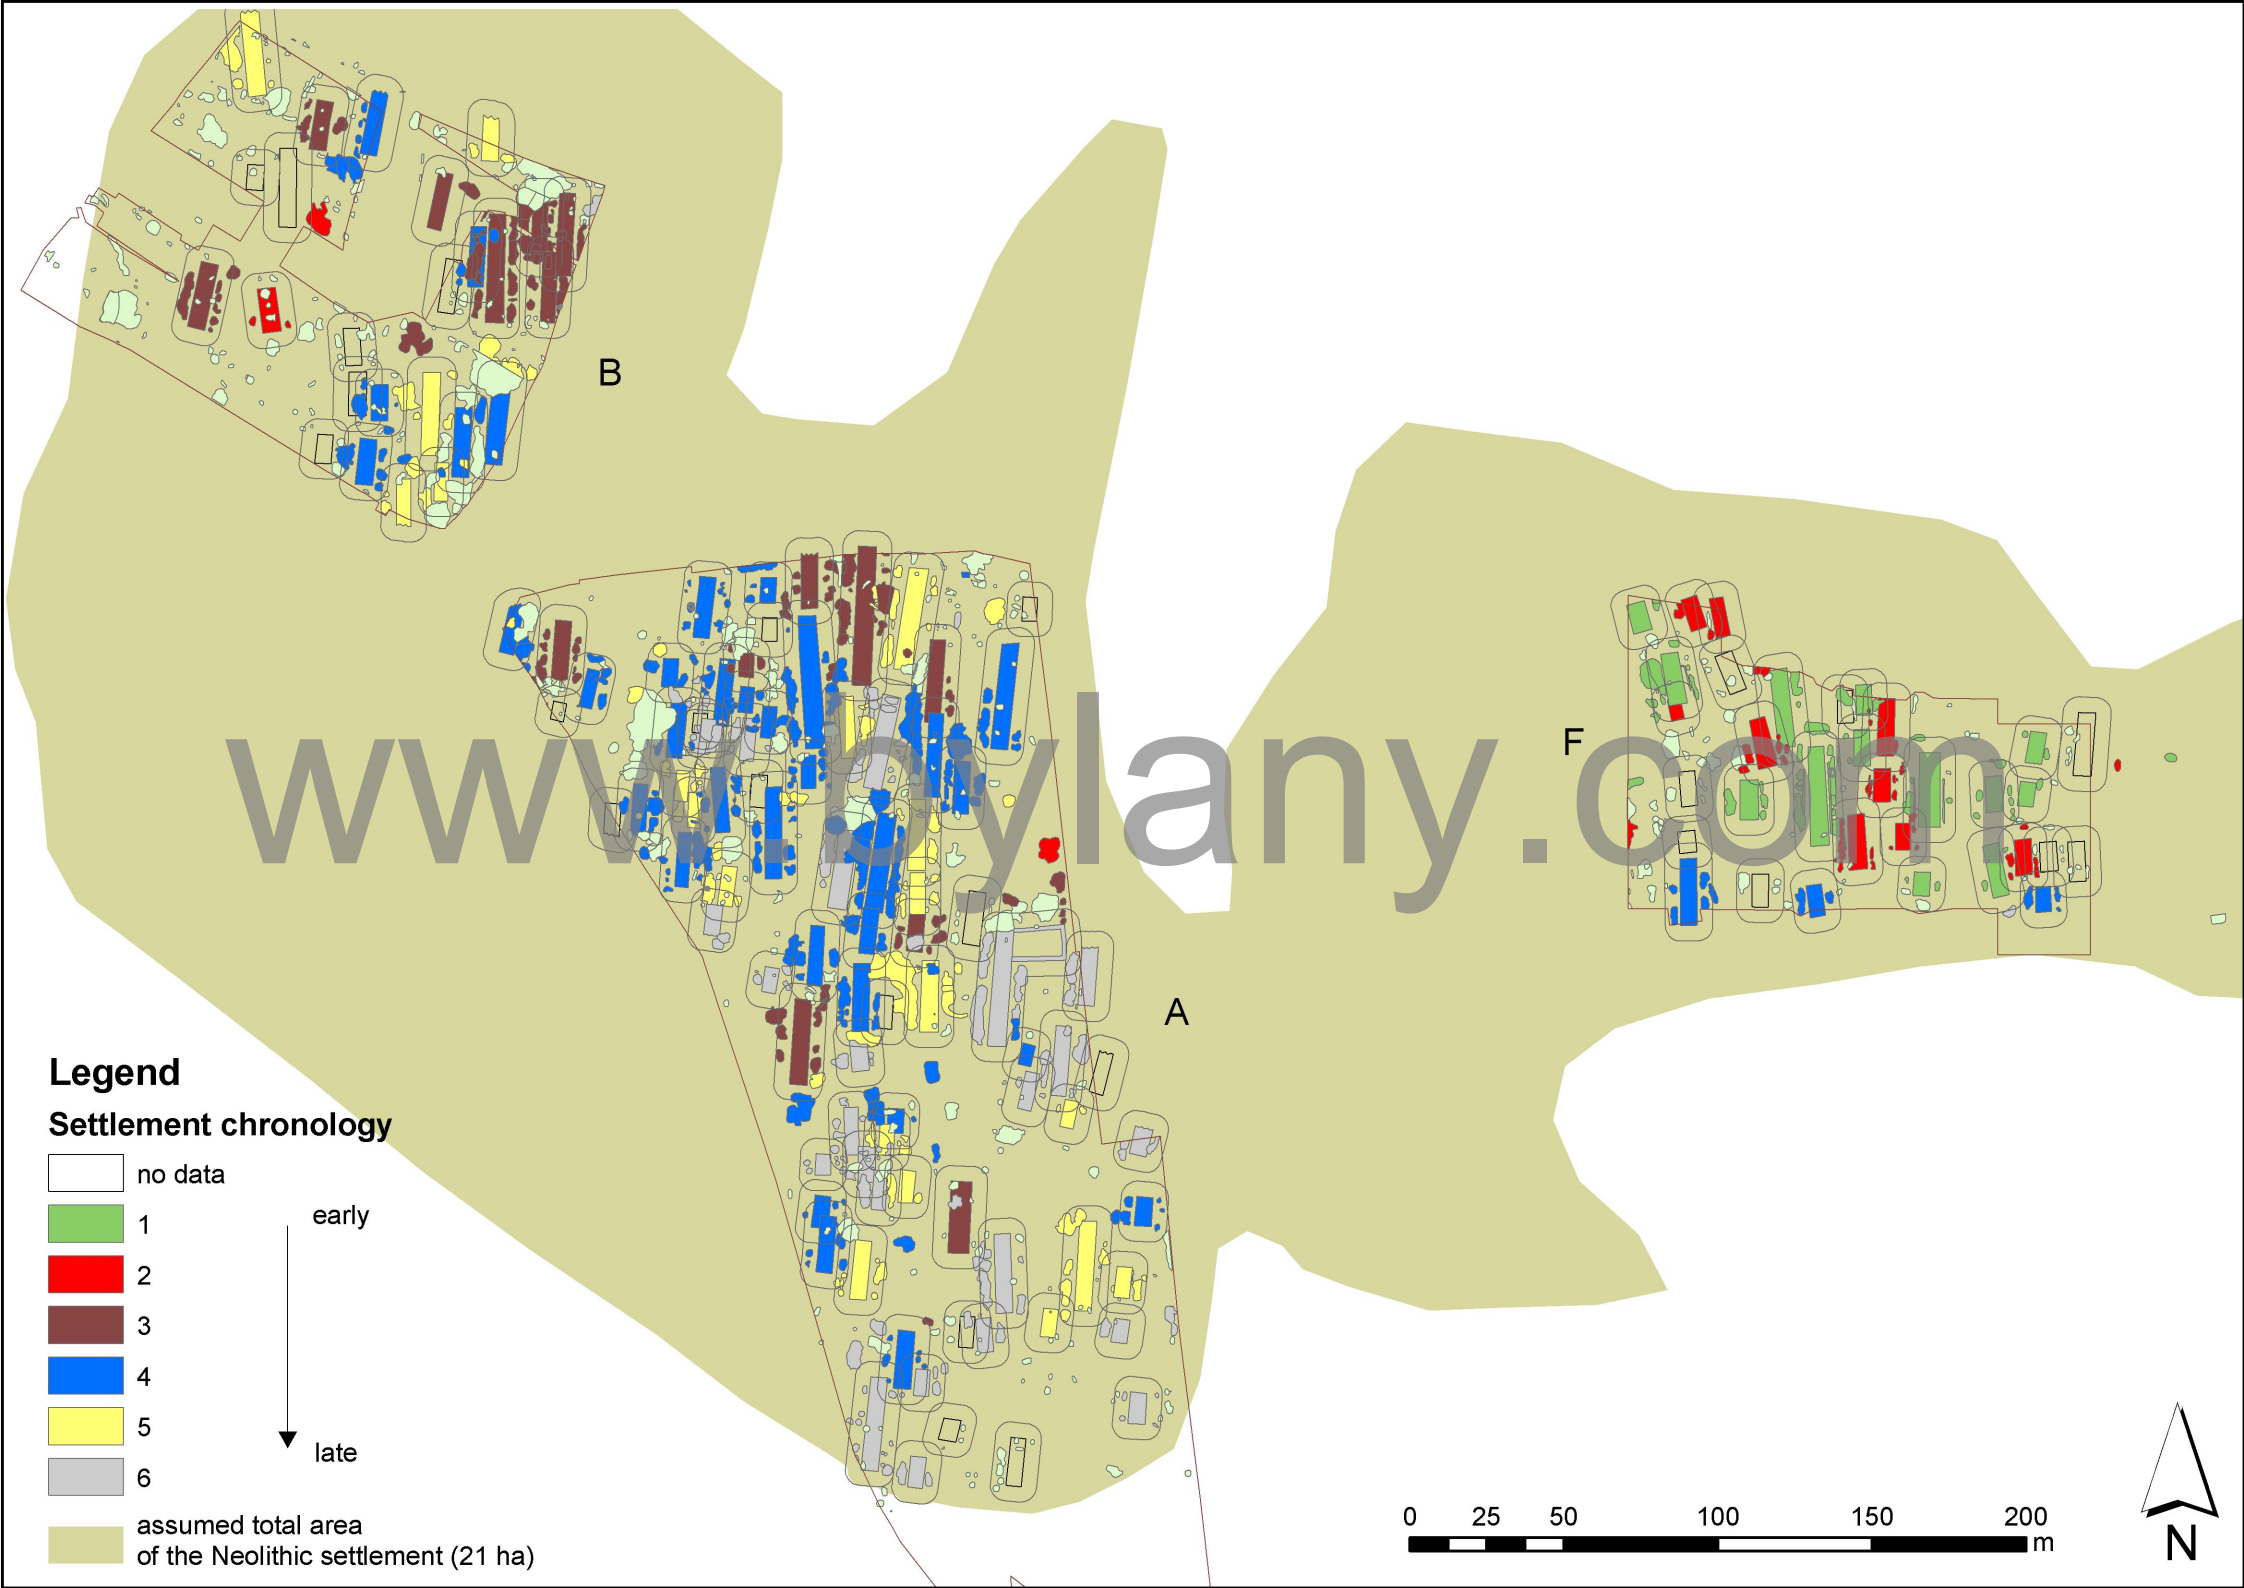 B
F
www.bylany.com
A
Legend
Settlement chronology
no data
1
early
2
3
4
5
late
6
assumed total area
of the Neolithic settlement (21 ha)
0 25 50 100 150 200
m
N